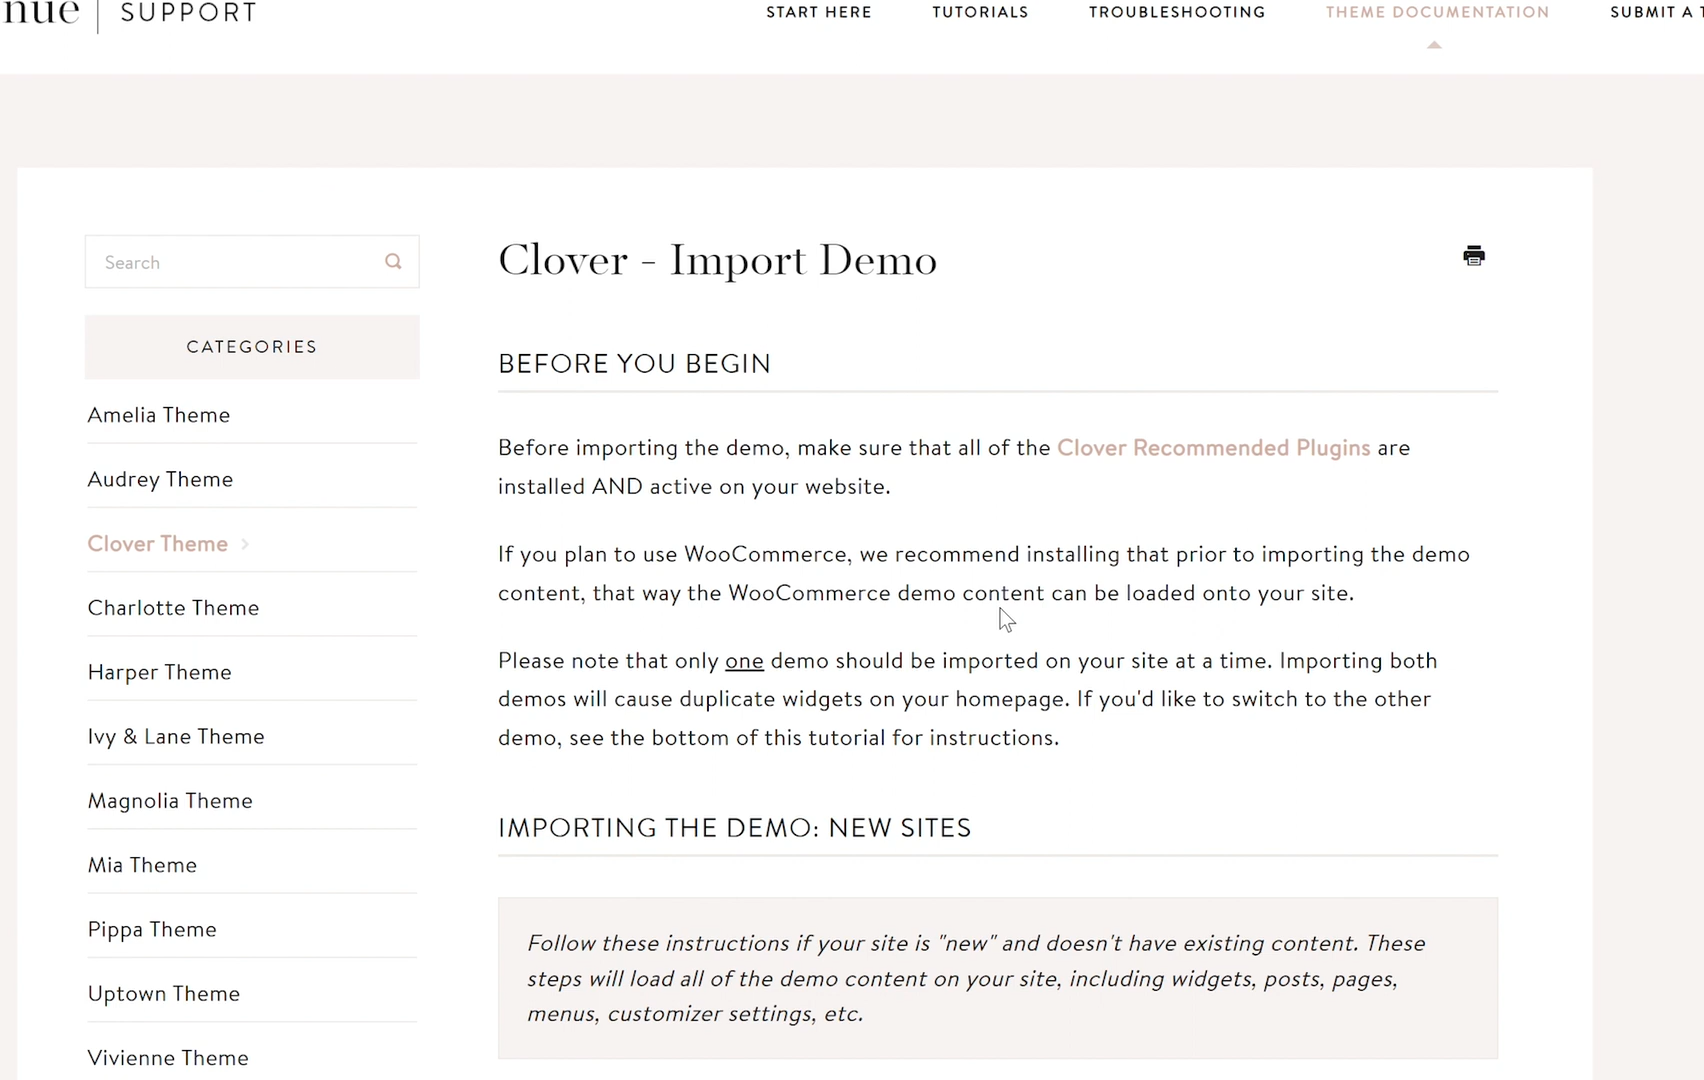 nue | SUPPORT
START HERE TUTORIALS TROUBLESHOOTING THEME DOCUMENTATION SUBMIT A
Search
CATEGORIES
Amelia Theme
Audrey Theme
Clover Theme
Charlotte Theme
Harper Theme
Ivy & Lane Theme
Magnolia Theme
Mia Theme
Pippa Theme
Uptown Theme
Vivienne Theme
Clover - Import Demo
BEFORE YOU BEGIN
Before importing the demo, make sure that all of the Clover Recommended Plugins are
installed AND active on your website.
If you plan to use WooCommerce, we recommend installing that prior to importing the demo
content, that way the WooCommerce demo content can be loaded onto your site.
Please note that only one demo should be imported on your site at a time. Importing both
demos will cause duplicate widgets on your homepage. If you'd like to switch to the other
demo, see the bottom of this tutorial for instructions.
IMPORTING THE DEMO: NEW SITES
Follow these instructions if your site is "new" and doesn't have existing content. These
steps will load all of the demo content on your site, including widgets, posts, pages,
menus, customizer settings, etc.